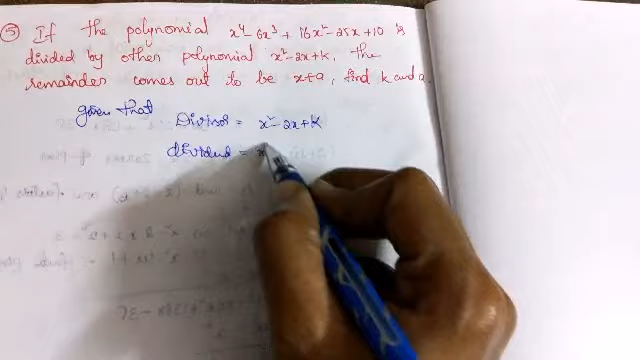 ⑤ If the polynomial x⁴ - 6x³ + 16x² - 25x + 10 is
divided by other polynomial x² - 2x + k, the
remainder comes out to be x + a, find k and a.
given that Divisor = x² - 2x + k
dividend = x